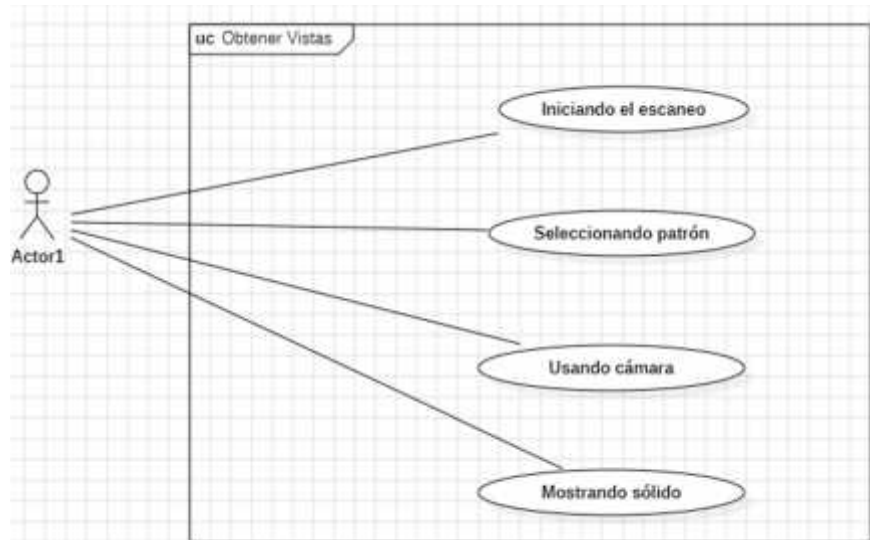 uc Obtener Vistas
Iniciando el escaneo
Seleccionando patrón
Actor1
Usando cámara
Mostrando sólido